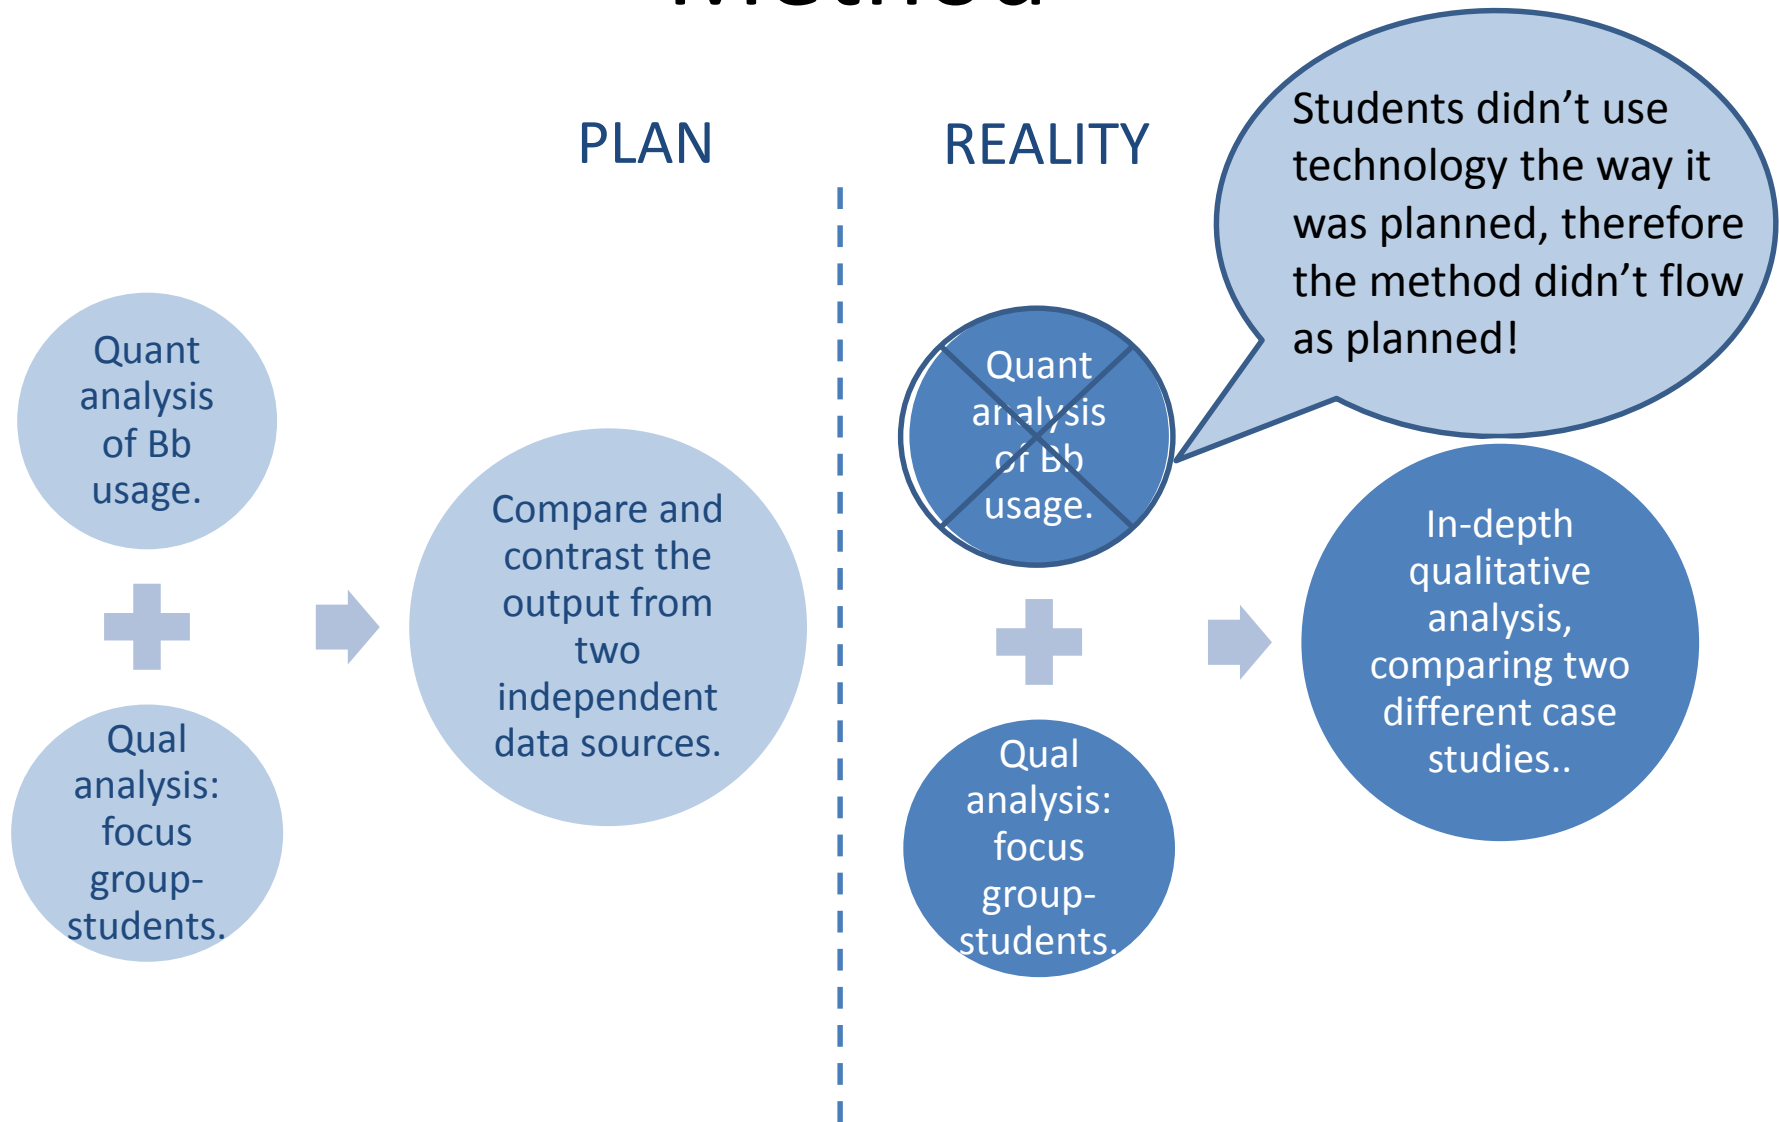 Method
PLAN
Quant
analysis
of Bb
usage.
Qual
analysis:
focus
group-
students.
Compare and
contrast the
output from
two
independent
data sources.
REALITY
Quant
analysis
of Bb
usage.
Students didn’t use
technology the way it
was planned, therefore
the method didn’t flow
as planned!
Qual
analysis:
focus
group-
students.
In-depth
qualitative
analysis,
comparing two
different case
studies..